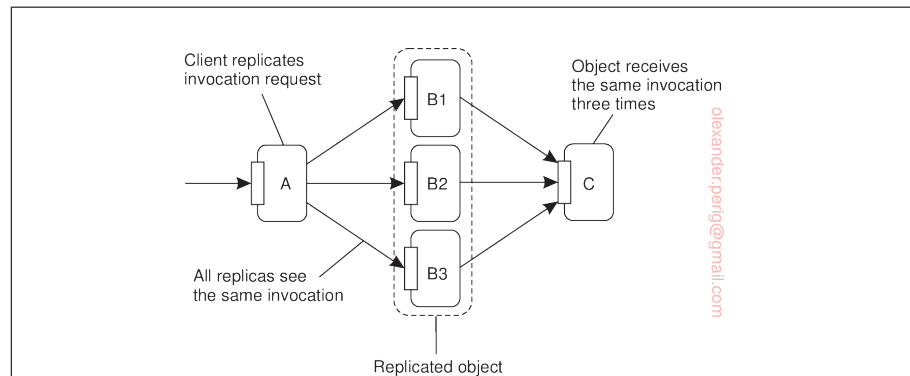 Client replicates
invocation request
Object receives
the same invocation
three times
B1
A
B2
C
B3
All replicas see
the same invocation
Replicated object
olexander.perig@gmail.com